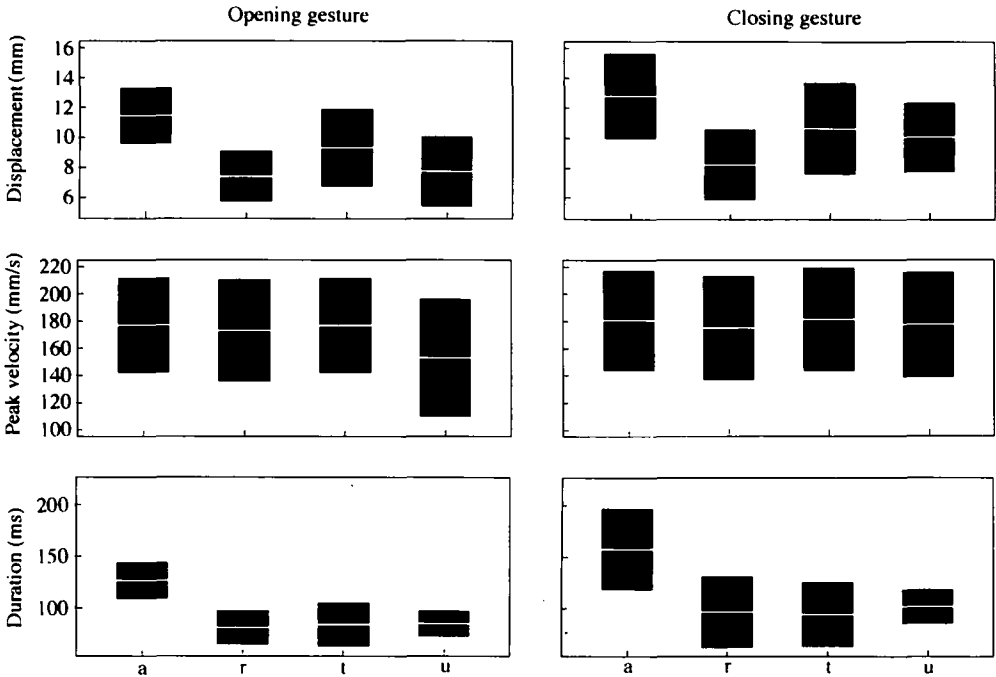 Opening gesture
Closing gesture
Displacement (mm)
16
14
12
10
8
6
Peak velocity (mm/s)
220
200
180
160
140
120
100
Duration (ms)
200
150
100
a r t u
a r t u